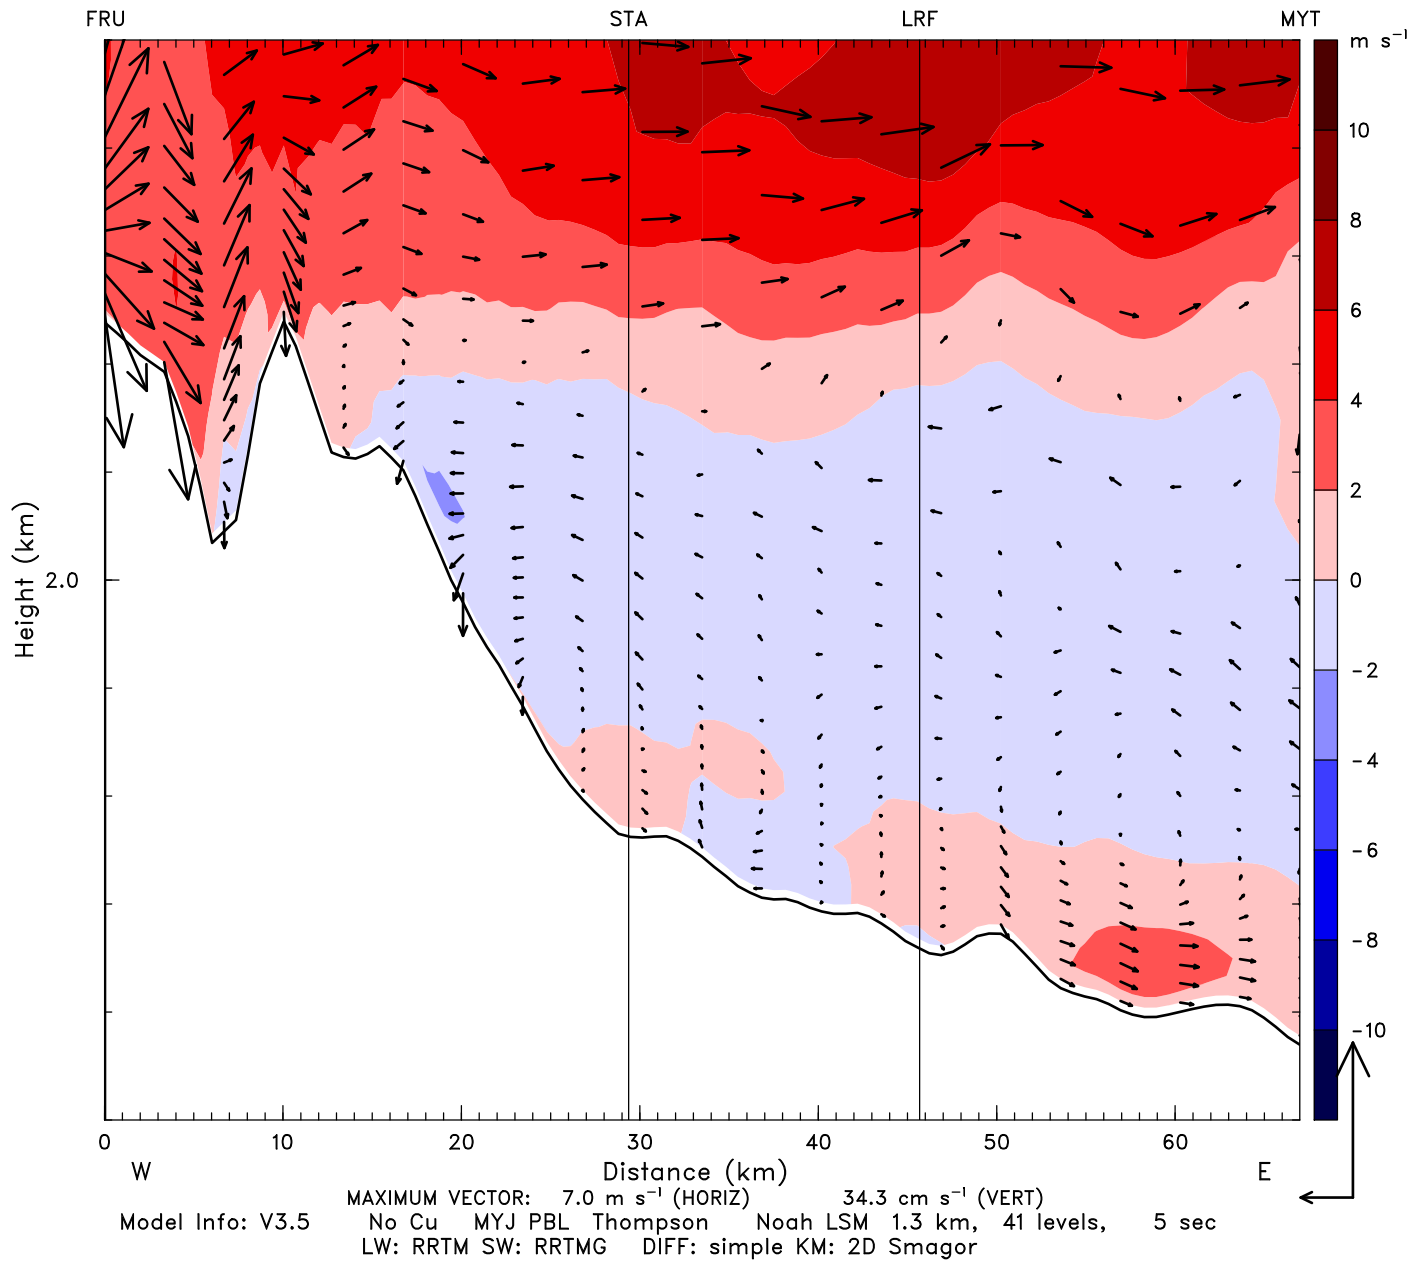 FRU STA LRF MYT
m s⁻¹
10
8
6
4
2
0
-2
-4
-6
-8
-10
Height (km)
2.0
0 10 20 30 40 50 60
W Distance (km) E
MAXIMUM VECTOR: 7.0 m s⁻¹ (HORIZ) 34.3 cm s⁻¹ (VERT)
Model Info: V3.5 No Cu MYJ PBL Thompson Noah LSM 1.3 km, 41 levels, 5 sec
LW: RRTM SW: RRTMG DIFF: simple KM: 2D Smagor